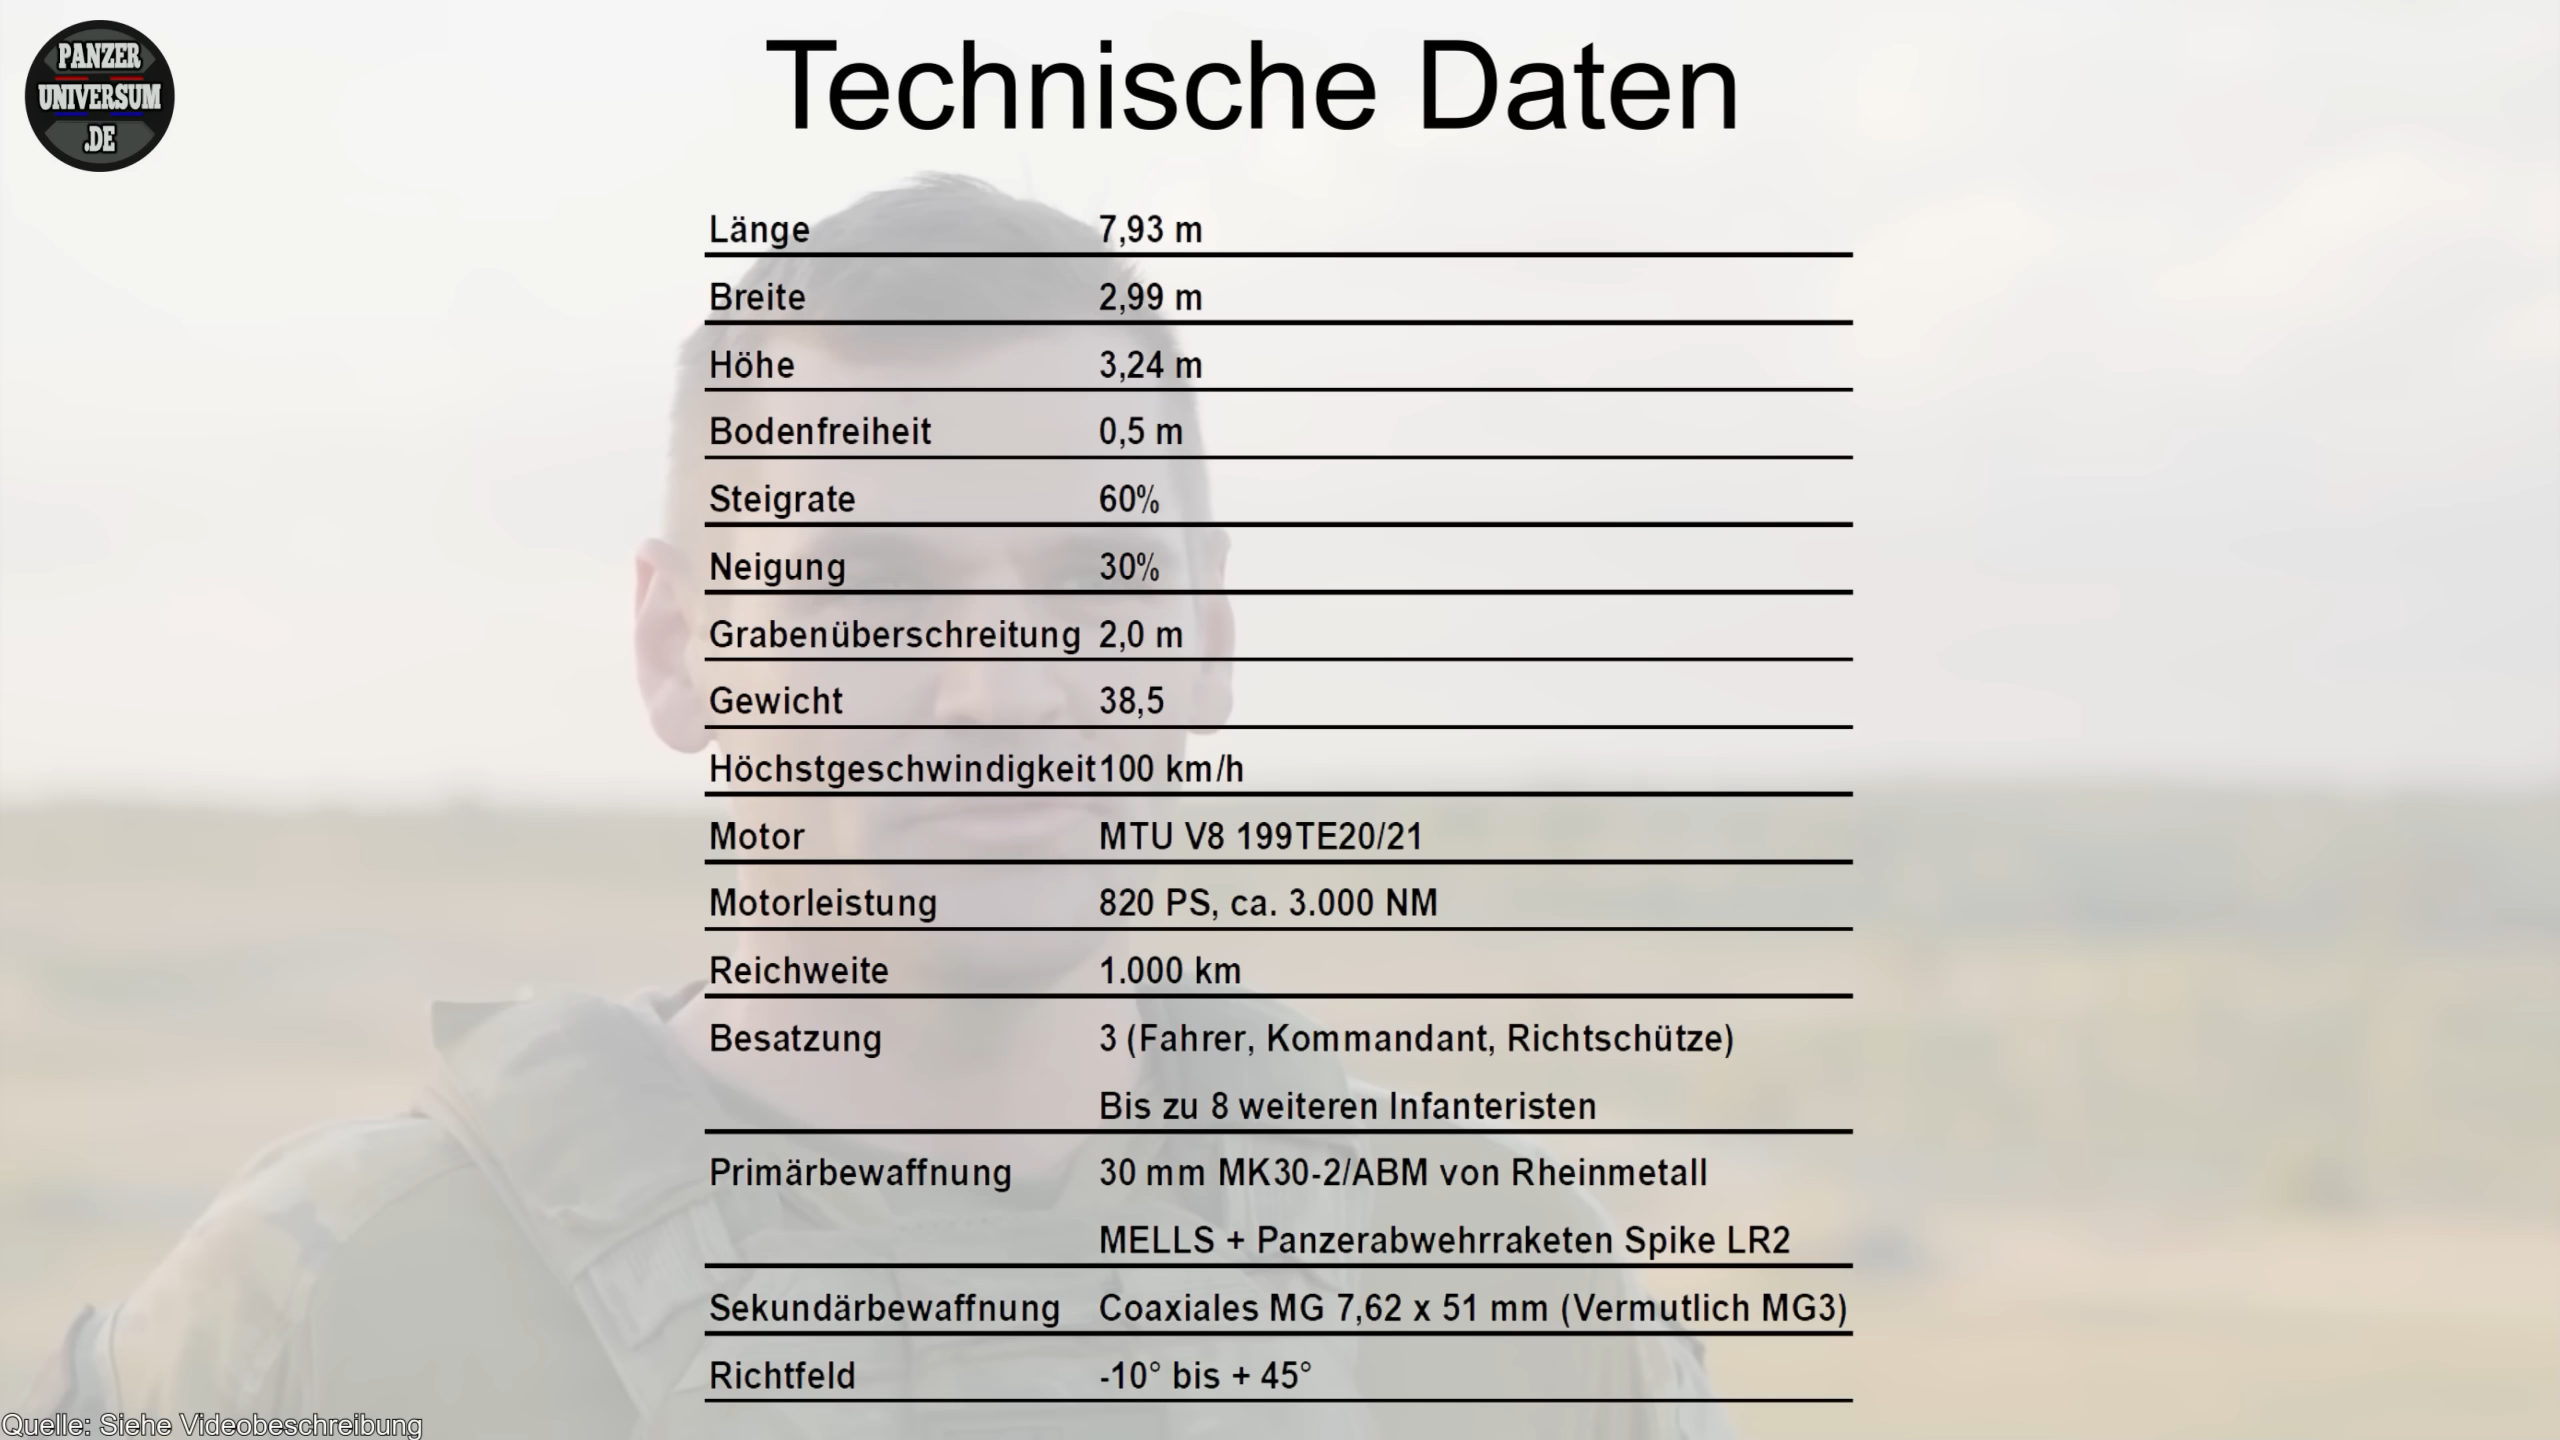 PANZER
UNIVERSUM
.DE
Technische Daten
Länge 7,93 m
Breite 2,99 m
Höhe 3,24 m
Bodenfreiheit 0,5 m
Steigrate 60%
Neigung 30%
Grabenüberschreitung 2,0 m
Gewicht 38,5
Höchstgeschwindigkeit 100 km/h
Motor MTU V8 199TE20/21
Motorleistung 820 PS, ca. 3.000 NM
Reichweite 1.000 km
Besatzung 3 (Fahrer, Kommandant, Richtschütze)
Bis zu 8 weiteren Infanteristen
Primärbewaffnung 30 mm MK30-2/ABM von Rheinmetall
MELLS + Panzerabwehrraketen Spike LR2
Sekundärbewaffnung Coaxiales MG 7,62 x 51 mm (Vermutlich MG3)
Richtfeld -10° bis + 45°
Quelle: Siehe Videobeschreibung